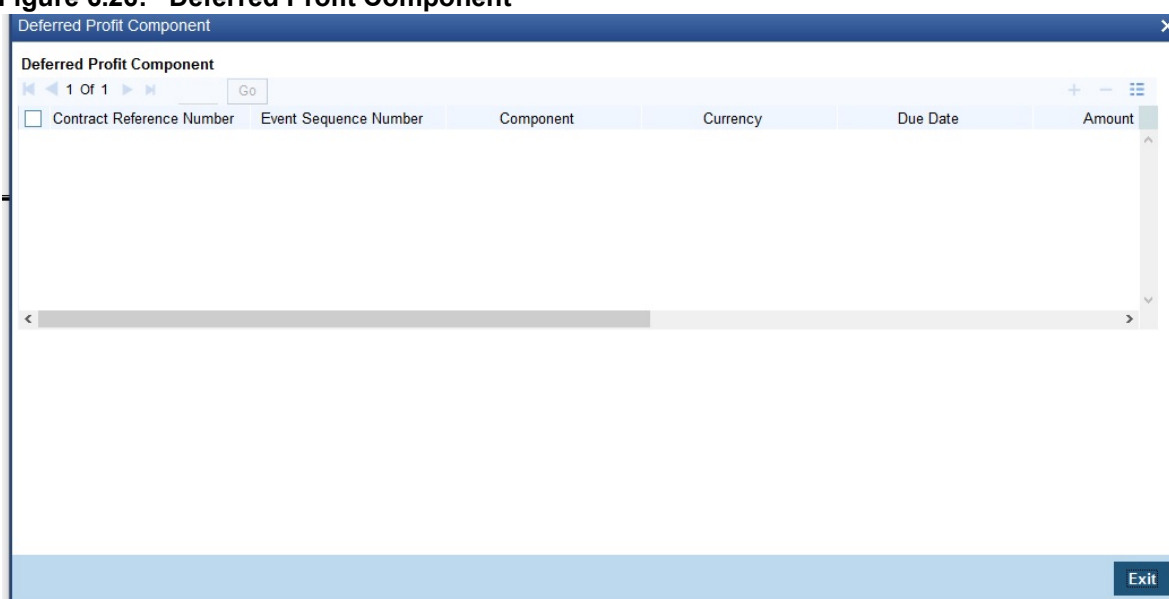 Figure 6.26: Deferred Profit Component
Deferred Profit Component
Deferred Profit Component
1 Of 1 Go
Contract Reference Number Event Sequence Number Component Currency Due Date Amount
Exit